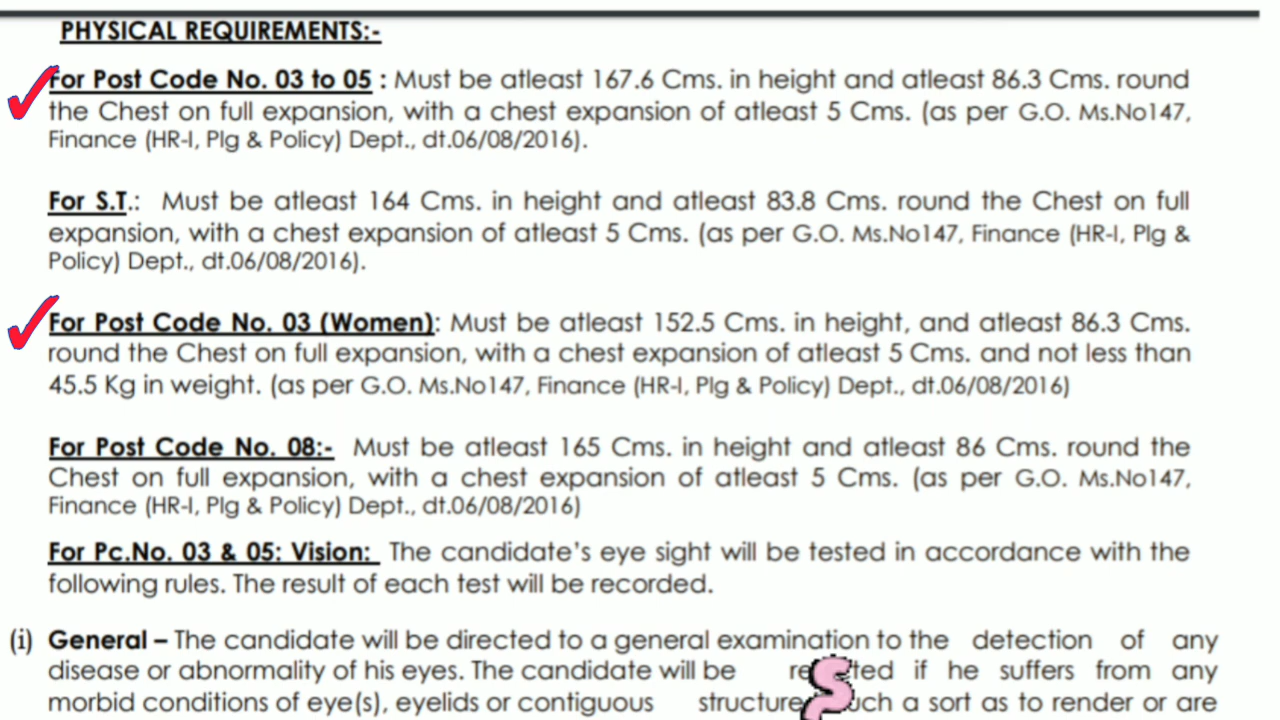 PHYSICAL REQUIREMENTS:-
For Post Code No. 03 to 05 : Must be atleast 167.6 Cms. in height and atleast 86.3 Cms. round
the Chest on full expansion, with a chest expansion of atleast 5 Cms. (as per G.O. Ms.No147,
Finance (HR-I, Plg & Policy) Dept., dt.06/08/2016).
For S.T.: Must be atleast 164 Cms. in height and atleast 83.8 Cms. round the Chest on full
expansion, with a chest expansion of atleast 5 Cms. (as per G.O. Ms.No147, Finance (HR-I, Plg &
Policy) Dept., dt.06/08/2016).
For Post Code No. 03 (Women): Must be atleast 152.5 Cms. in height, and atleast 86.3 Cms.
round the Chest on full expansion, with a chest expansion of atleast 5 Cms. and not less than
45.5 Kg in weight. (as per G.O. Ms.No147, Finance (HR-I, Plg & Policy) Dept., dt.06/08/2016)
For Post Code No. 08:- Must be atleast 165 Cms. in height and atleast 86 Cms. round the
Chest on full expansion, with a chest expansion of atleast 5 Cms. (as per G.O. Ms.No147,
Finance (HR-I, Plg & Policy) Dept., dt.06/08/2016)
For Pc.No. 03 & 05: Vision: The candidate's eye sight will be tested in accordance with the
following rules. The result of each test will be recorded.
(i) General – The candidate will be directed to a general examination to the detection of any
disease or abnormality of his eyes. The candidate will be if he suffers from any
morbid conditions of eye(s), eyelids or contiguous structure a sort as to render or are